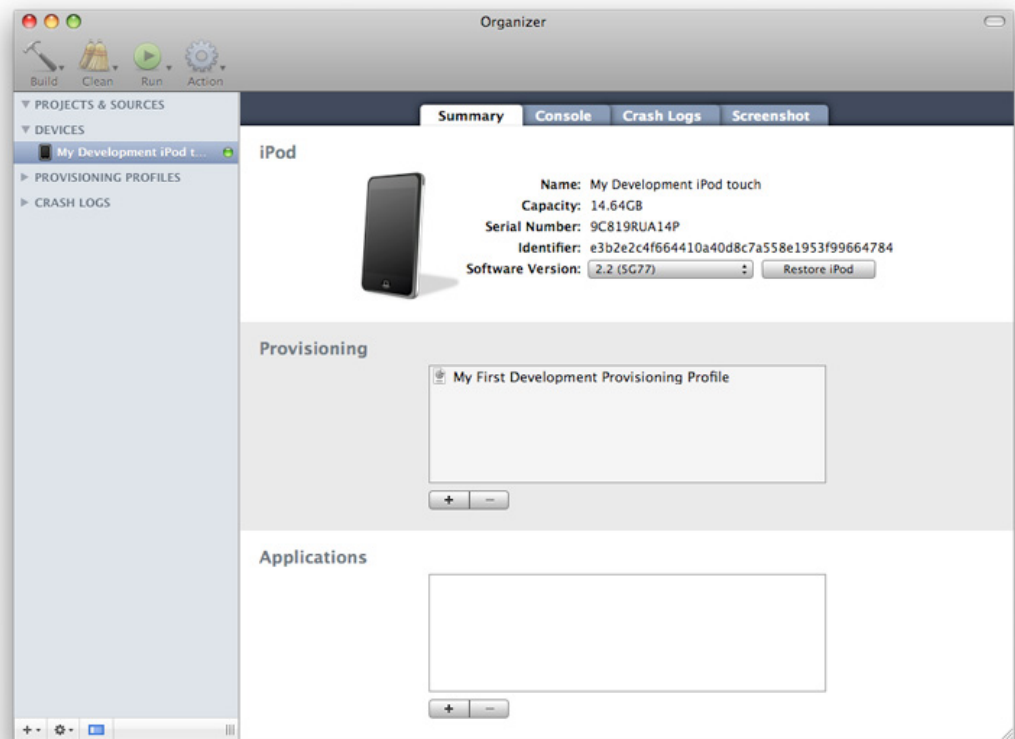 Organizer
Build Clean Run Action
PROJECTS & SOURCES
DEVICES
My Development iPod t...
PROVISIONING PROFILES
CRASH LOGS
Summary Console Crash Logs Screenshot
iPod
Name: My Development iPod touch
Capacity: 14.64GB
Serial Number: 9C819RUA14P
Identifier: e3b2e2c4f664410a40d8c7a558e1953f99664784
Software Version: 2.2 (5G77) Restore iPod
Provisioning
My First Development Provisioning Profile
Applications